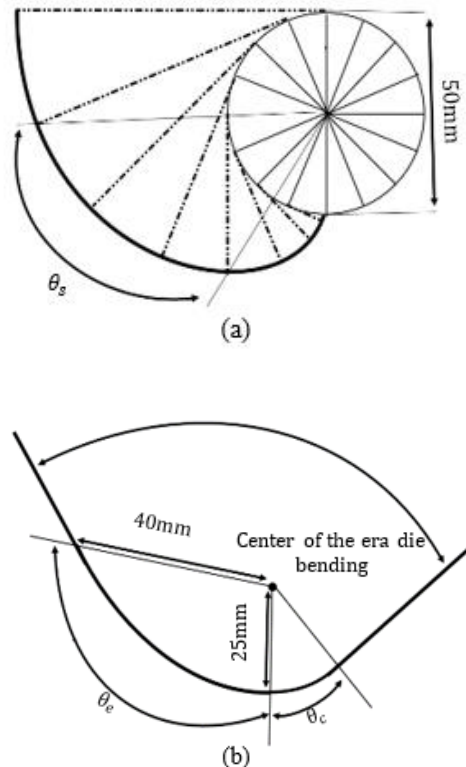 50mm
θs
(a)
40mm
Center of the era die
bending
25mm
θe
θc
(b)